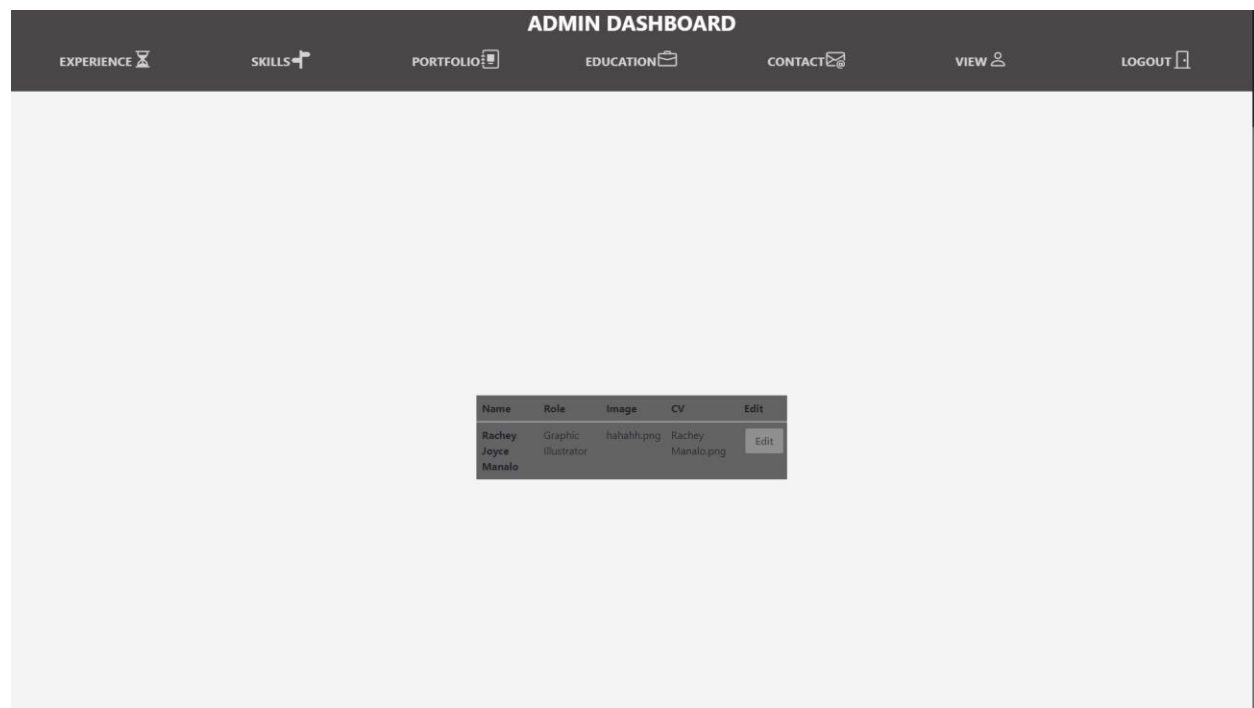 ADMIN DASHBOARD
EXPERIENCE SKILLS PORTFOLIO EDUCATION CONTACT VIEW LOGOUT
Name Role Image CV Edit
Rachey Graphic hahahh.png Rachey Edit
Joyce Illustrator Manalo.png
Manalo